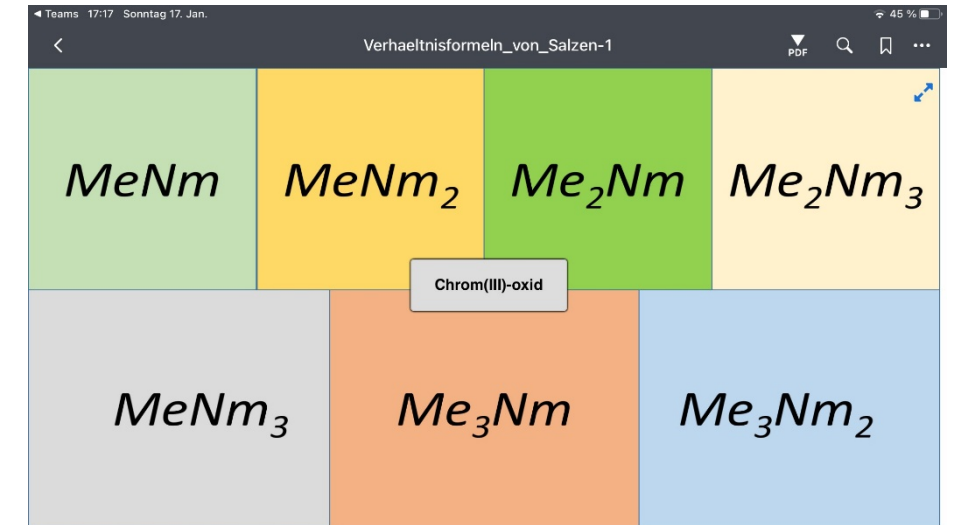 ◀ Teams 17:17 Sonntag 17. Jan. 45 %
Verhaeltnisformeln_von_Salzen-1
PDF
MeNm MeNm₂ Me₂Nm Me₂Nm₃
Chrom(III)-oxid
MeNm₃ Me₃Nm Me₃Nm₂